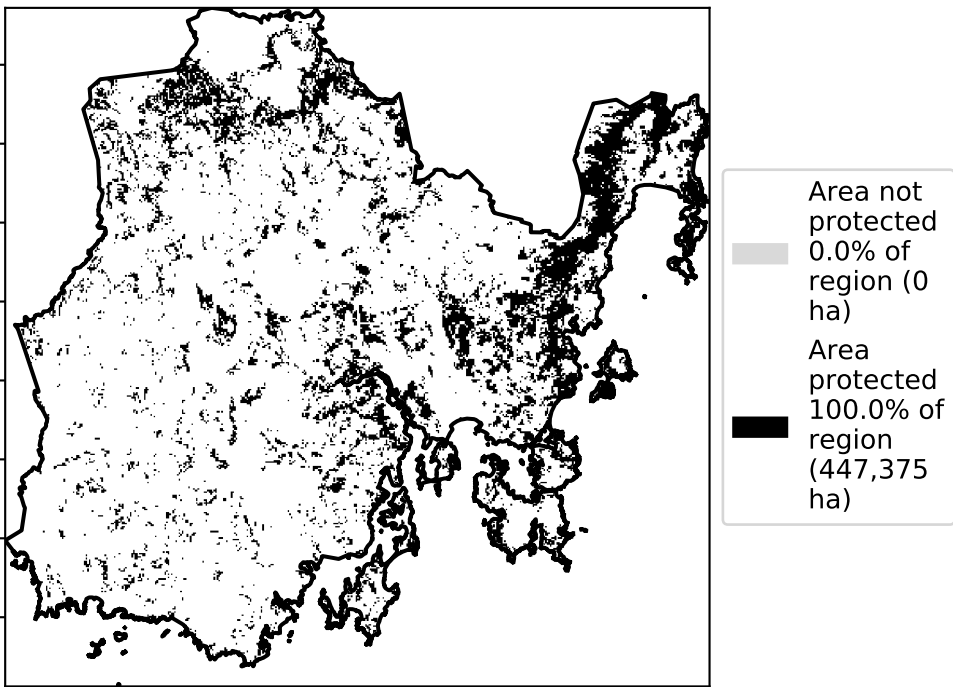 Area not
protected
0.0% of
region (0
ha)
Area
protected
100.0% of
region
(447,375
ha)